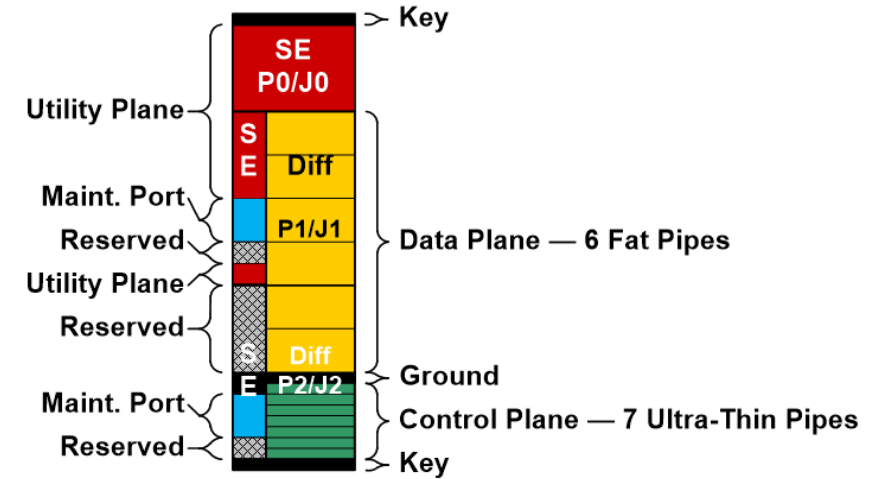 Key
SE
P0/J0
Utility Plane
S
E
Diff
Maint. Port
P1/J1
Reserved
Data Plane — 6 Fat Pipes
Utility Plane
Reserved
S
Diff
E
P2/J2
Ground
Maint. Port
Control Plane — 7 Ultra-Thin Pipes
Reserved
Key